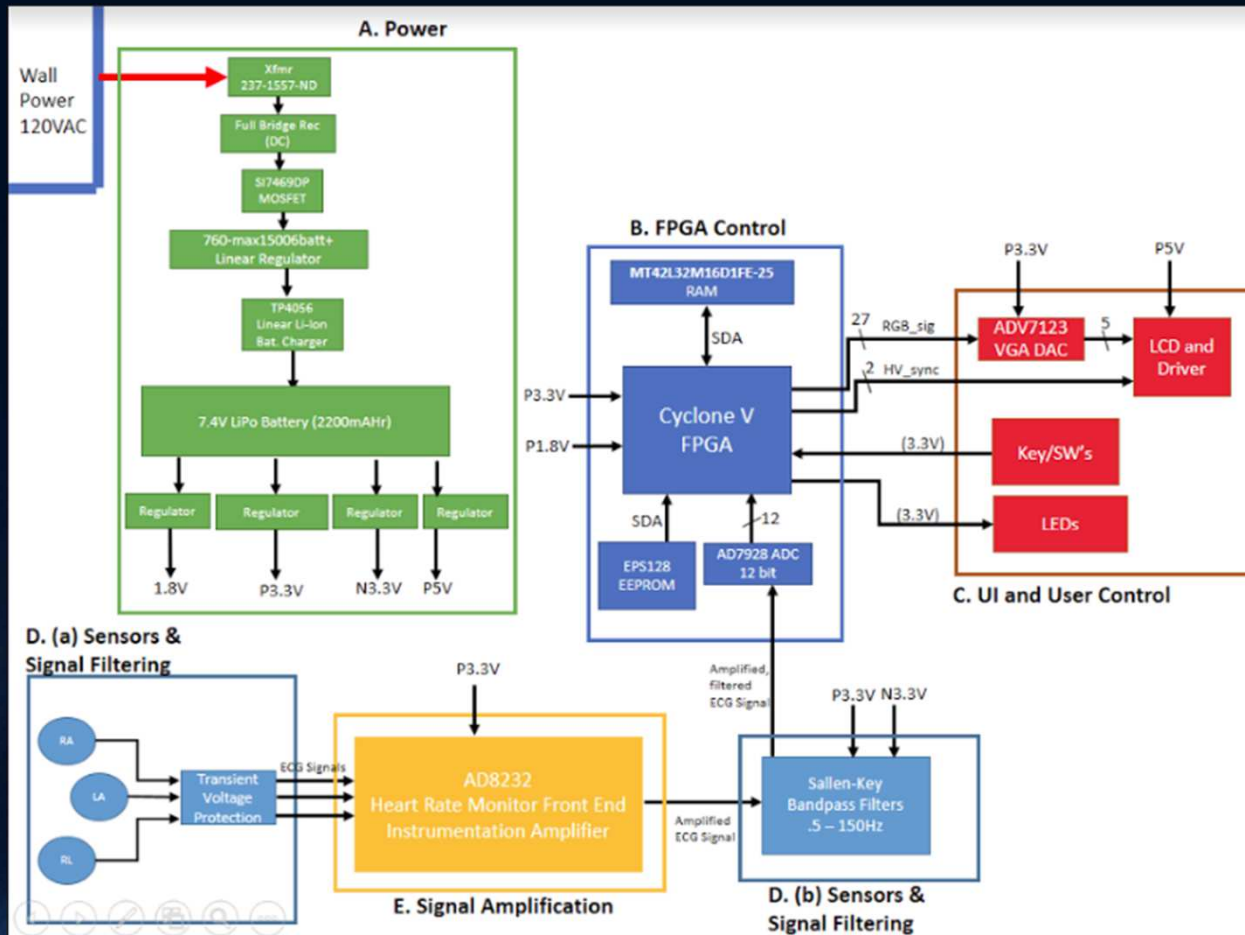 A. Power
Wall
Power
120VAC
Xfmr
237-1557-ND
Full Bridge Rec
(DC)
SI7469DP
MOSFET
760-max15006batt+
Linear Regulator
TP4056
Linear Li-Ion
Bat. Charger
7.4V LiPo Battery (2200mAHr)
Regulator
Regulator
Regulator
Regulator
1.8V
P3.3V
N3.3V
P5V
B. FPGA Control
MT42L32M16D1FE-25
RAM
SDA
P3.3V
P1.8V
Cyclone V
FPGA
SDA
12
EPS128
EEPROM
AD7928 ADC
12 bit
27
RGB_sig
2
HV_sync
(3.3V)
(3.3V)
P3.3V
P5V
ADV7123
VGA DAC
5
LCD and
Driver
Key/SW's
LEDs
C. UI and User Control
D. (a) Sensors &
Signal Filtering
RA
LA
RL
Transient
Voltage
Protection
ECG Signals
P3.3V
AD8232
Heart Rate Monitor Front End
Instrumentation Amplifier
E. Signal Amplification
Amplified
ECG Signal
Amplified,
filtered
ECG Signal
P3.3V
N3.3V
Sallen-Key
Bandpass Filters
.5 – 150Hz
D. (b) Sensors &
Signal Filtering